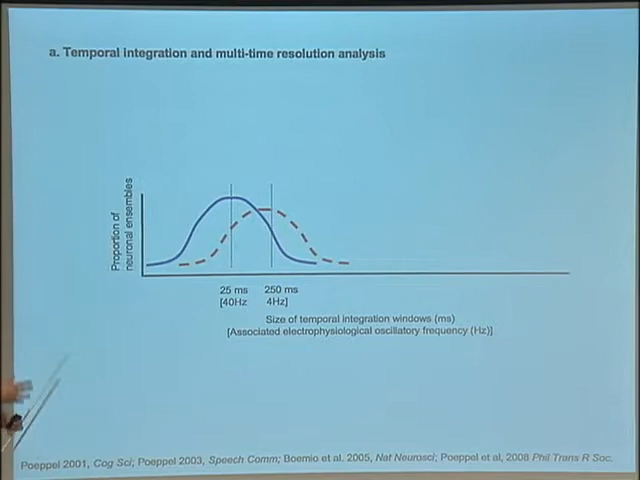 a. Temporal integration and multi-time resolution analysis
Proportion of
neuronal ensembles
25 ms 250 ms
[40Hz 4Hz]
Size of temporal integration windows (ms)
[Associated electrophysiological oscillatory frequency (Hz)]
Poeppel 2001, Cog Sci; Poeppel 2003, Speech Comm; Boemio et al. 2005, Nat Neurosci; Poeppel et al, 2008 Phil Trans R Soc.